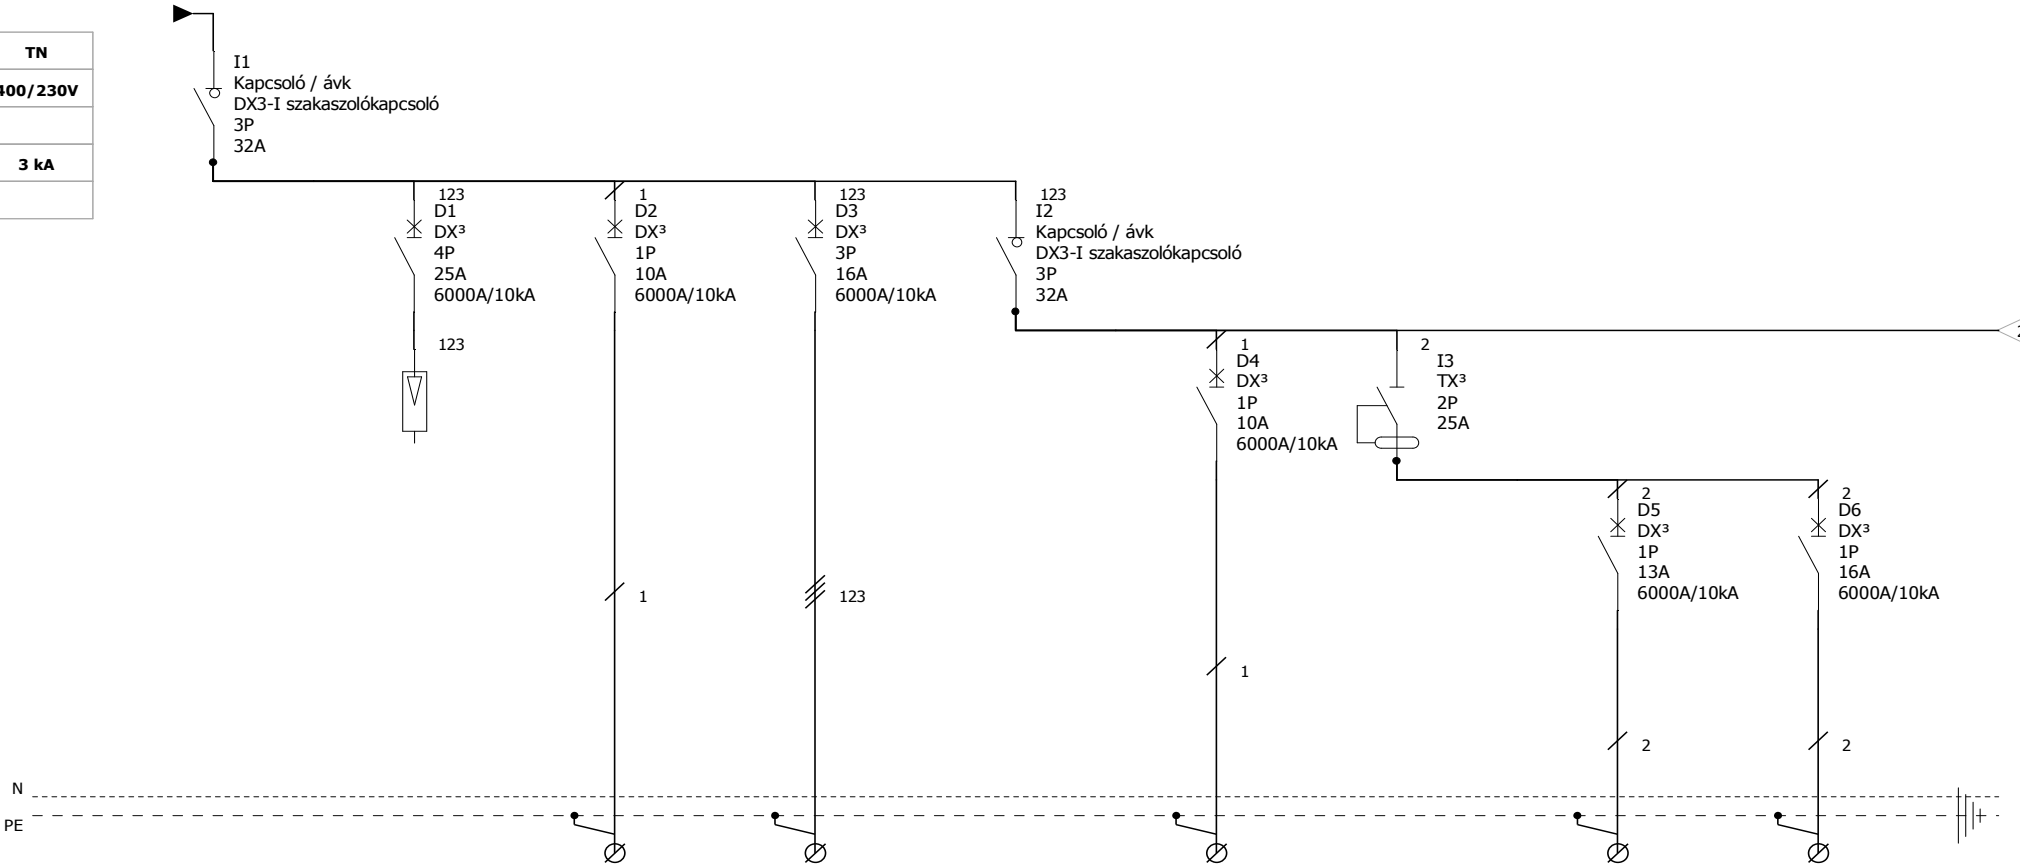 TN
400/230V
3 kA
I1
Kapcsoló / ávk
DX3-I szakaszolókapcsoló
3P
32A
123
D1
DX³
4P
25A
6000A/10kA
123
1
D2
DX³
1P
10A
6000A/10kA
1
123
D3
DX³
3P
16A
6000A/10kA
123
123
I2
Kapcsoló / ávk
DX3-I szakaszolókapcsoló
3P
32A
1
D4
DX³
1P
10A
6000A/10kA
1
2
I3
TX³
2P
25A
2
D5
DX³
1P
13A
6000A/10kA
2
2
D6
DX³
1P
16A
6000A/10kA
2
N
PE